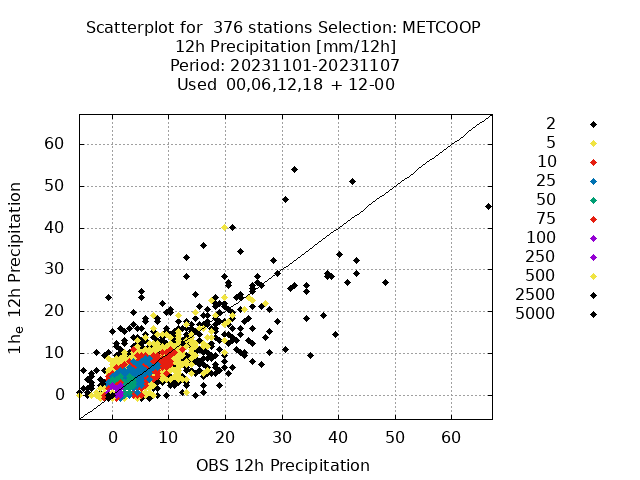 Scatterplot for  376 stations Selection: METCOOP
12h Precipitation [mm/12h]
Period: 20231101-20231107
Used  00,06,12,18 + 12-00
1hₑ 12h Precipitation
60
50
40
30
20
10
0
0 10 20 30 40 50 60
OBS 12h Precipitation
2
5
10
25
50
75
100
250
500
2500
5000